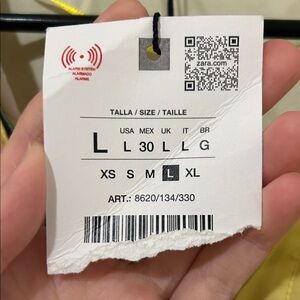 ALARM SYSTEM
ALARMADO
ALARME
zara.com
TALLA / SIZE / TAILLE
USA MEX UK IT BR
L L 30 L L G
XS S M L XL
ART.: 8620/134/330